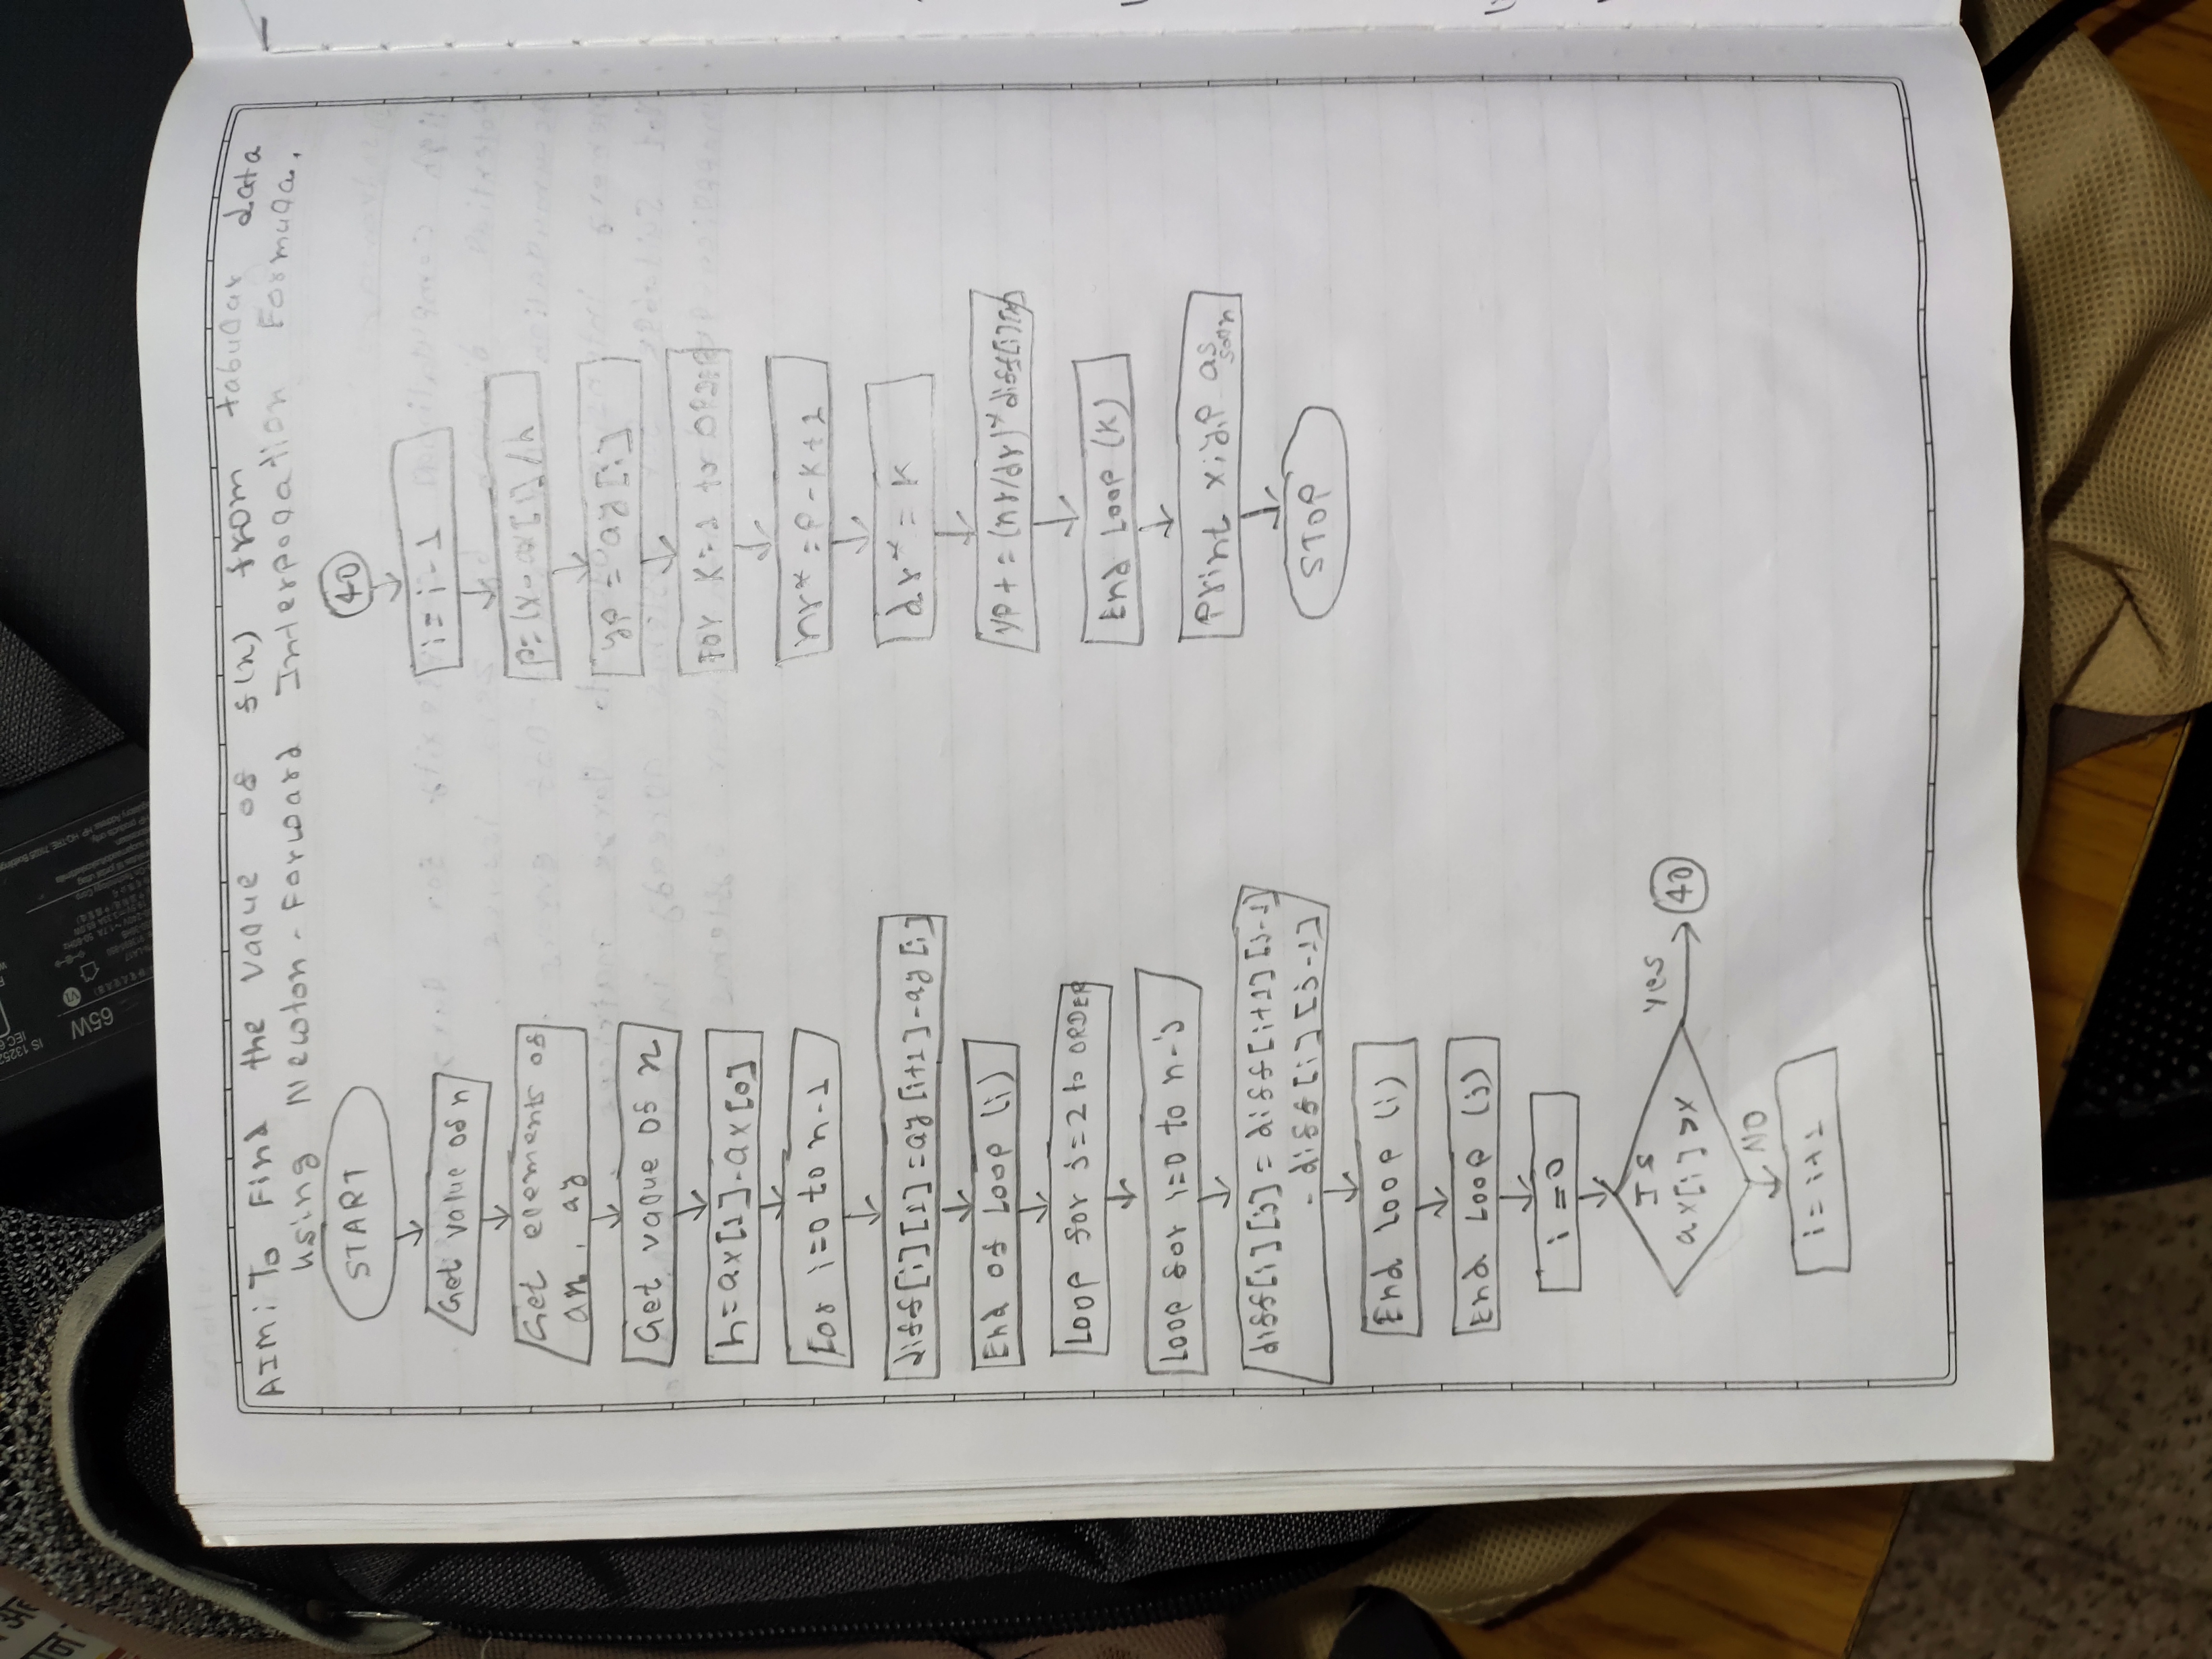 AIM: To Find the value of f(x) from tabular data
using Newton-Forward Interpolation Formula.
START
Get value of n
Get elements of
ax, ay
Get value of x
h=ax[1]-ax[0]
For i=0 to n-1
diff[i][1]=ay[i+1]-ay[i]
End of Loop (i)
Loop for j=2 to ORDER
Loop for i=0 to n-j
diff[i][j]=diff[i+1][j-1]
-diff[i][j-1]
End Loop (i)
End Loop (j)
i=0
Is
ax[i]>x
yes
40
NO
i=i+1
40
i=i-1
p=(x-ax[i]/h
yp=ay[i]
For K=1 to ORDER
nr*=p-K+1
dr*=K
yp+=(nr/dr)*diff[i][k]
End Loop (K)
Print x,y,p as
soon
STOP
65W